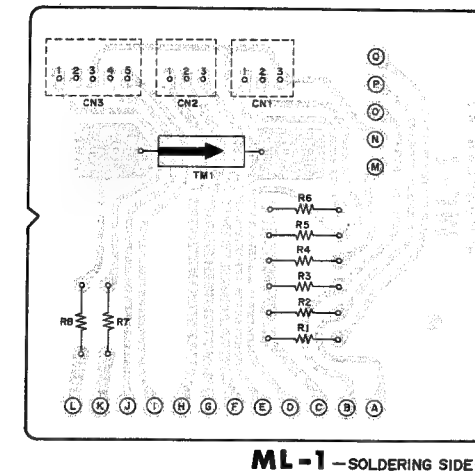 1 2 3 4 5 1 2 3 1 2 3
CN3 CN2 CN1
Q
P
O
N
M
TM1
R6
R5
R4
R3
R2
R1
R8 R7
L K J I H G F E D C B A
ML-1 – SOLDERING SIDE